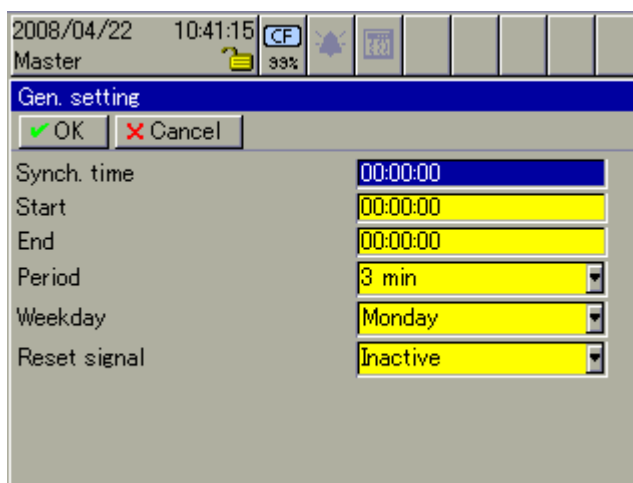 2008/04/22 10:41:15 CF
Master 99%
Gen. setting
OK Cancel
Synch. time 00:00:00
Start 00:00:00
End 00:00:00
Period 3 min
Weekday Monday
Reset signal Inactive